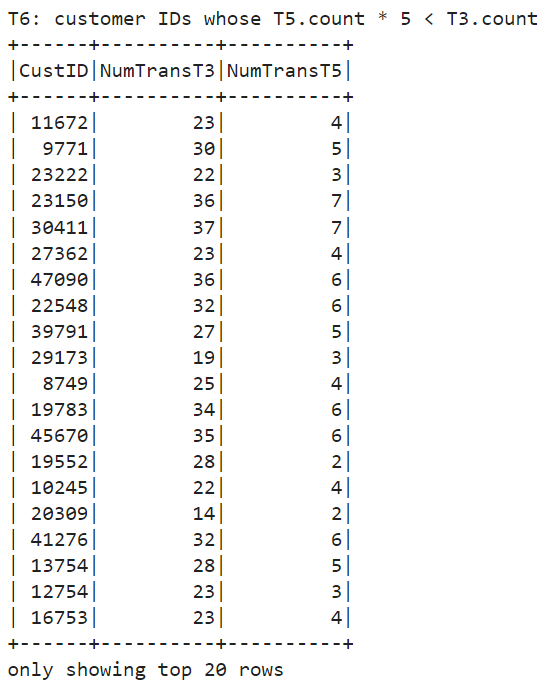 T6: customer IDs whose T5.count * 5 < T3.count
+------+----------+----------+
|CustID|NumTransT3|NumTransT5|
+------+----------+----------+
| 11672|        23|         4|
|  9771|        30|         5|
| 23222|        22|         3|
| 23150|        36|         7|
| 30411|        37|         7|
| 27362|        23|         4|
| 47090|        36|         6|
| 22548|        32|         6|
| 39791|        27|         5|
| 29173|        19|         3|
|  8749|        25|         4|
| 19783|        34|         6|
| 45670|        35|         6|
| 19552|        28|         2|
| 10245|        22|         4|
| 20309|        14|         2|
| 41276|        32|         6|
| 13754|        28|         5|
| 12754|        23|         3|
| 16753|        23|         4|
+------+----------+----------+
only showing top 20 rows